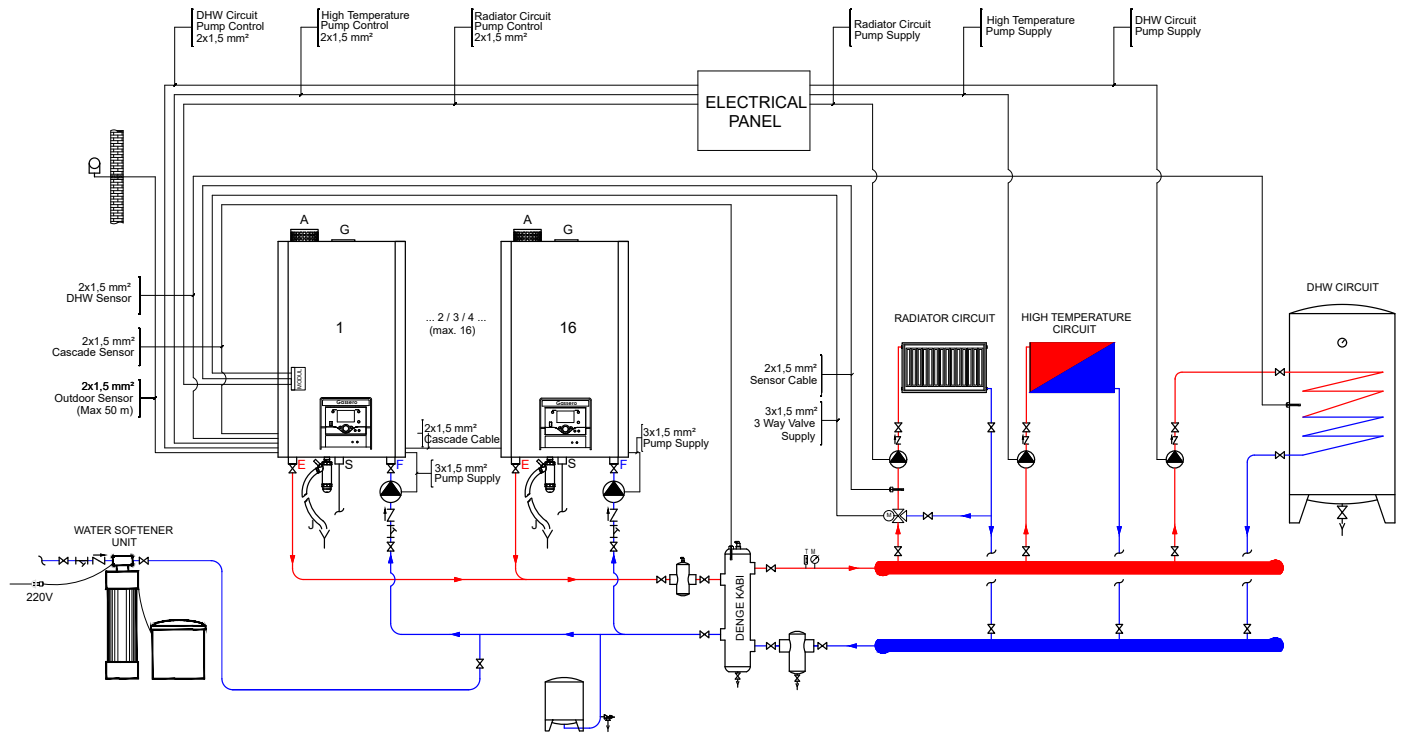 DHW Circuit
Pump Control
2x1,5 mm²
High Temperature
Pump Control
2x1,5 mm²
Radiator Circuit
Pump Control
2x1,5 mm²
Radiator Circuit
Pump Supply
High Temperature
Pump Supply
DHW Circuit
Pump Supply
ELECTRICAL
PANEL
A
G
A
G
2x1,5 mm²
DHW Sensor
2x1,5 mm²
Cascade Sensor
2x1,5 mm²
Outdoor Sensor
(Max 50 m)
1
... 2 / 3 / 4 ...
(max. 16)
16
MODÜL
Gassero
Gassero
2x1,5 mm²
Cascade Cable
3x1,5 mm²
Pump Supply
3x1,5 mm²
Pump Supply
E
S
F
E
S
F
RADIATOR CIRCUIT
HIGH TEMPERATURE
CIRCUIT
DHW CIRCUIT
2x1,5 mm²
Sensor Cable
3x1,5 mm²
3 Way Valve
Supply
M
WATER SOFTENER
UNIT
220V
T M
DENGE KABI